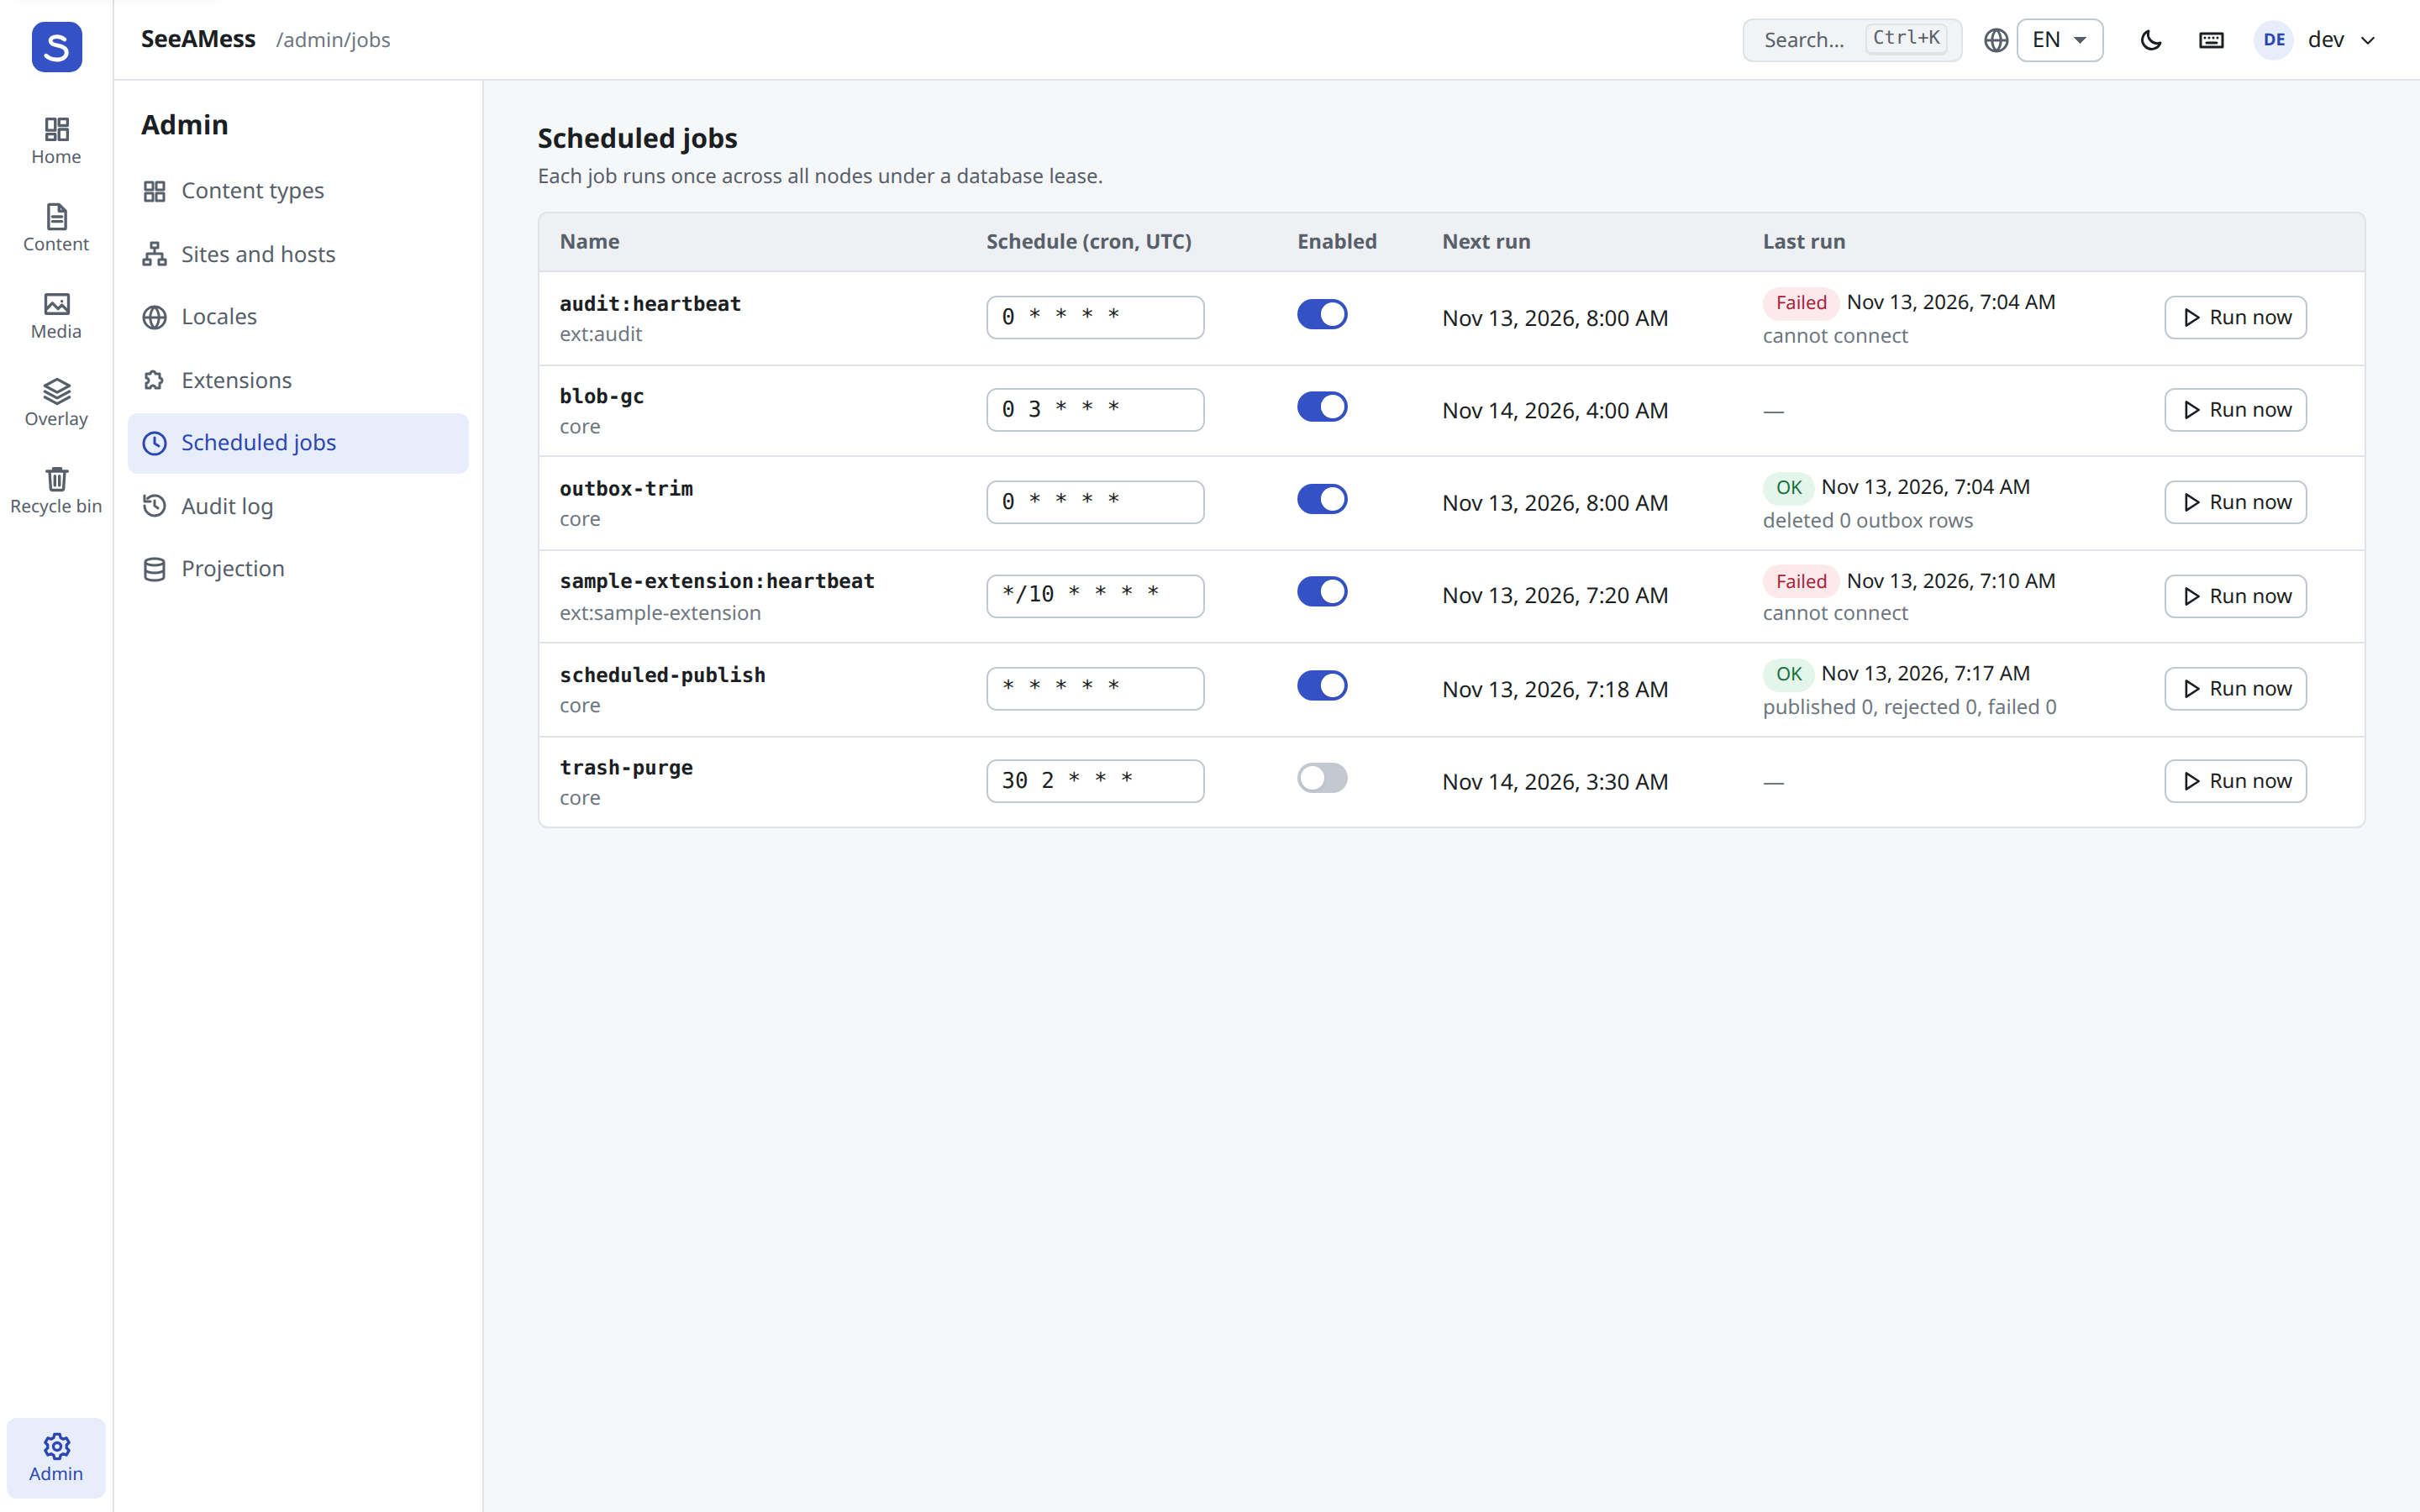 S
SeeAMess /admin/jobs Search... Ctrl+K EN DE dev
Home
Content
Media
Overlay
Recycle bin
Admin
Admin
Content types
Sites and hosts
Locales
Extensions
Scheduled jobs
Audit log
Projection
Scheduled jobs
Each job runs once across all nodes under a database lease.
Name Schedule (cron, UTC) Enabled Next run Last run
audit:heartbeat
ext:audit
0 * * * *
Nov 13, 2026, 8:00 AM
Failed Nov 13, 2026, 7:04 AM
cannot connect
Run now
blob-gc
core
0 3 * * *
Nov 14, 2026, 4:00 AM
—
Run now
outbox-trim
core
0 * * * *
Nov 13, 2026, 8:00 AM
OK Nov 13, 2026, 7:04 AM
deleted 0 outbox rows
Run now
sample-extension:heartbeat
ext:sample-extension
*/10 * * * *
Nov 13, 2026, 7:20 AM
Failed Nov 13, 2026, 7:10 AM
cannot connect
Run now
scheduled-publish
core
* * * * *
Nov 13, 2026, 7:18 AM
OK Nov 13, 2026, 7:17 AM
published 0, rejected 0, failed 0
Run now
trash-purge
core
30 2 * * *
Nov 14, 2026, 3:30 AM
—
Run now